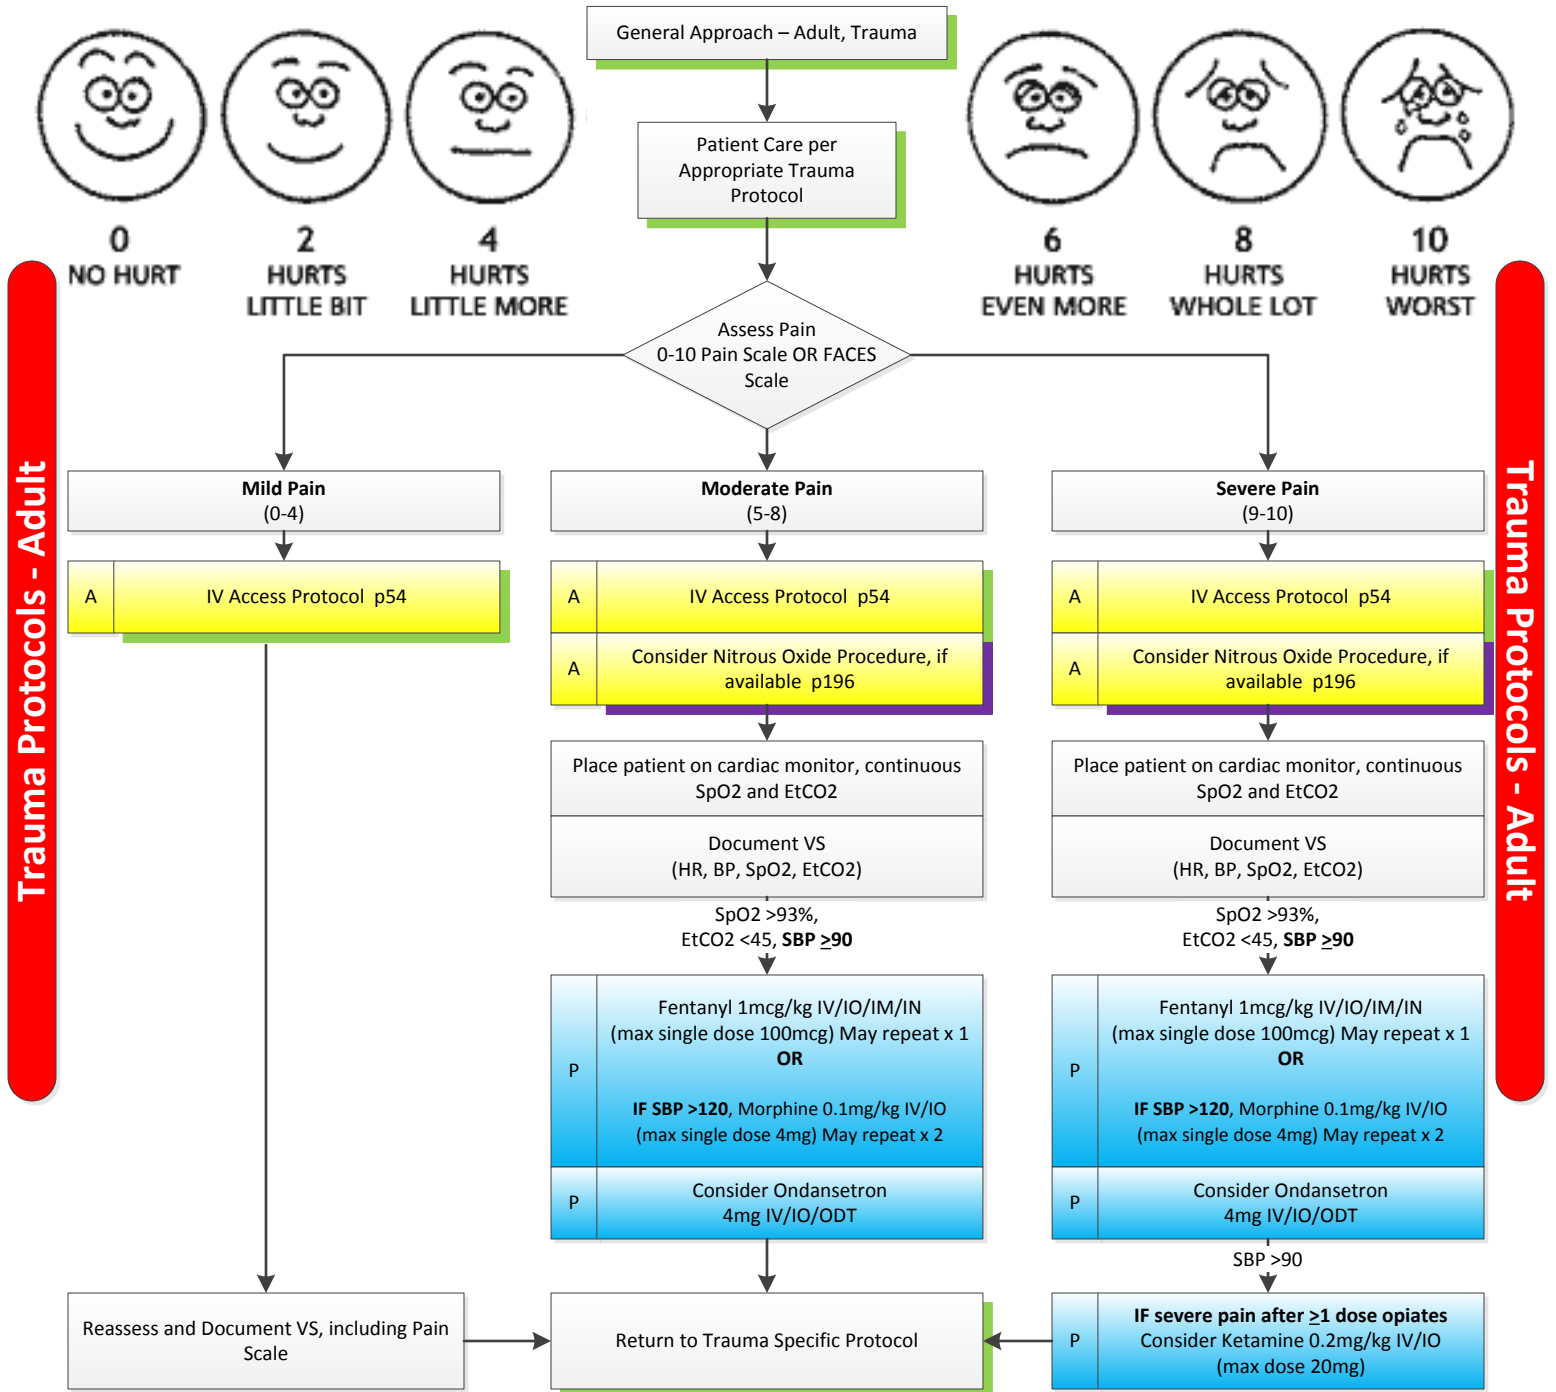 General Approach – Adult, Trauma
Patient Care per
Appropriate Trauma
Protocol
0
NO HURT
2
HURTS
LITTLE BIT
4
HURTS
LITTLE MORE
6
HURTS
EVEN MORE
8
HURTS
WHOLE LOT
10
HURTS
WORST
Trauma Protocols - Adult
Trauma Protocols - Adult
Assess Pain
0-10 Pain Scale OR FACES
Scale
Mild Pain
(0-4)
A
IV Access Protocol p54
Reassess and Document VS, including Pain
Scale
Moderate Pain
(5-8)
A
IV Access Protocol p54
A
Consider Nitrous Oxide Procedure, if
available p196
Place patient on cardiac monitor, continuous
SpO2 and EtCO2
Document VS
(HR, BP, SpO2, EtCO2)
SpO2 >93%,
EtCO2 <45, SBP ≥90
P
Fentanyl 1mcg/kg IV/IO/IM/IN
(max single dose 100mcg) May repeat x 1
OR
IF SBP >120, Morphine 0.1mg/kg IV/IO
(max single dose 4mg) May repeat x 2
P
Consider Ondansetron
4mg IV/IO/ODT
Return to Trauma Specific Protocol
Severe Pain
(9-10)
A
IV Access Protocol p54
A
Consider Nitrous Oxide Procedure, if
available p196
Place patient on cardiac monitor, continuous
SpO2 and EtCO2
Document VS
(HR, BP, SpO2, EtCO2)
SpO2 >93%,
EtCO2 <45, SBP ≥90
P
Fentanyl 1mcg/kg IV/IO/IM/IN
(max single dose 100mcg) May repeat x 1
OR
IF SBP >120, Morphine 0.1mg/kg IV/IO
(max single dose 4mg) May repeat x 2
P
Consider Ondansetron
4mg IV/IO/ODT
SBP >90
P
IF severe pain after ≥1 dose opiates
Consider Ketamine 0.2mg/kg IV/IO
(max dose 20mg)